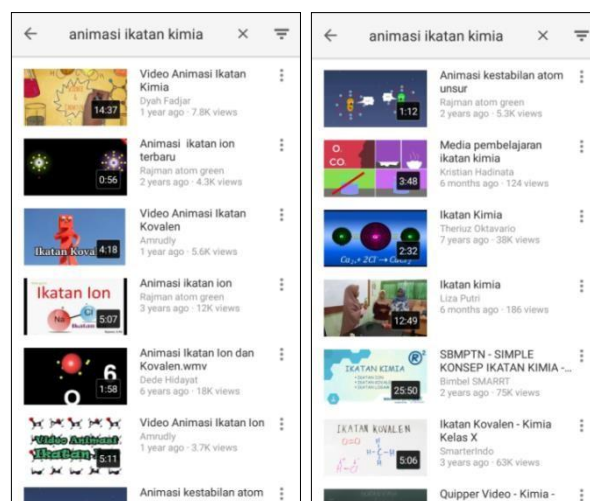 animasi ikatan kimia
14:37
Video Animasi Ikatan
Kimia
Dyah Fadjar
1 year ago · 7.8K views
0:56
Animasi ikatan ion
terbaru
Rajman atom green
2 years ago · 4.3K views
Ikatan Kova
4:18
Video Animasi Ikatan
Kovalen
Amrudly
1 year ago · 5.6K views
Ikatan Ion
Na
Cl
5:07
Animasi ikatan ion
Rajman atom green
3 years ago · 12K views
6
O
1:58
Animasi Ikatan Ion dan
Kovalen.wmv
Dede Hidayat
6 years ago · 18K views
Video Animasi
Ikatan
5:11
Video Animasi Ikatan Ion
Amrudly
1 year ago · 3.7K views
Animasi kestabilan atom
animasi ikatan kimia
1:12
Animasi kestabilan atom
unsur
Rajman atom green
2 years ago · 5.3K views
O.
CO.
3:48
Media pembelajaran
ikatan kimia
Kristian Hadinata
6 months ago · 124 views
2:32
Ikatan Kimia
Theriuz Oktavario
7 years ago · 38K views
12:49
Ikatan kimia
Liza Putri
6 months ago · 186 views
IKATAN KIMIA
25:50
SBMPTN - SIMPLE
KONSEP IKATAN KIMIA -...
Bimbel SMARRT
2 years ago · 75K views
IKATAN KOVALEN
5:06
Ikatan Kovalen - Kimia
Kelas X
SmarterIndo
3 years ago · 63K views
Quipper Video - Kimia -